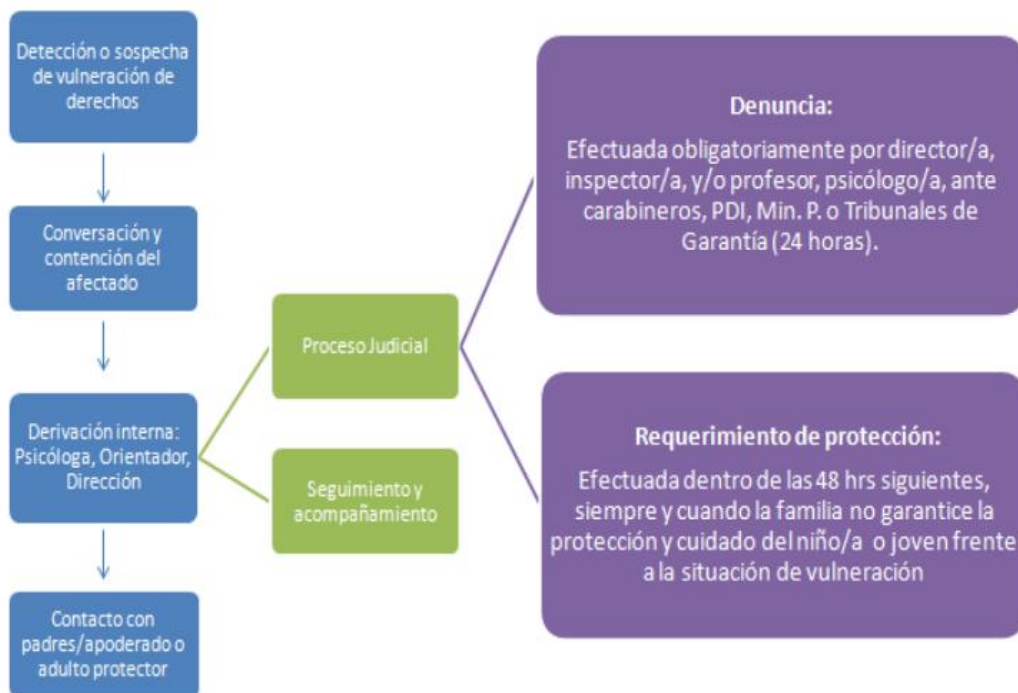 Detección o sospecha
de vulneración de
derechos
Conversación y
contención del
afectado
Derivación interna:
Psicóloga, Orientador,
Dirección
Contacto con
padres/apoderado o
adulto protector
Proceso Judicial
Seguimiento y
acompañamiento
Denuncia:
Efectuada obligatoriamente por director/a,
inspector/a, y/o profesor, psicólogo/a, ante
carabineros, PDI, Min. P. o Tribunales de
Garantía (24 horas).
Requerimiento de protección:
Efectuada dentro de las 48 hrs siguientes,
siempre y cuando la familia no garantice la
protección y cuidado del niño/a o joven frente
a la situación de vulneración